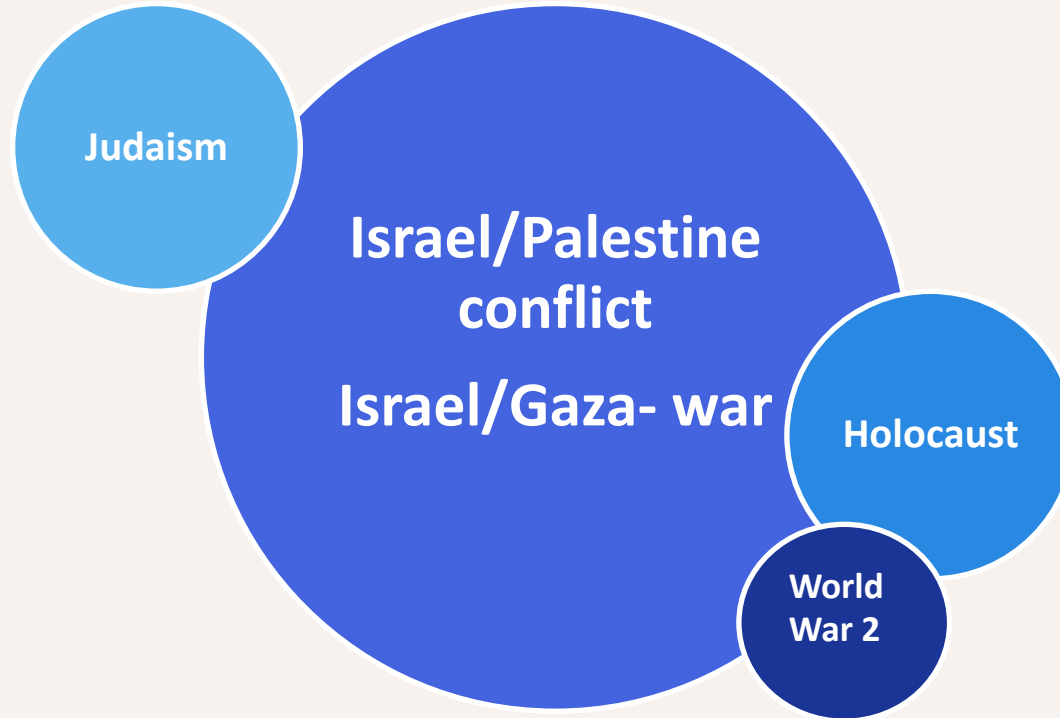 Judaism
Israel/Palestine
conflict
Israel/Gaza- war
Holocaust
World
War 2